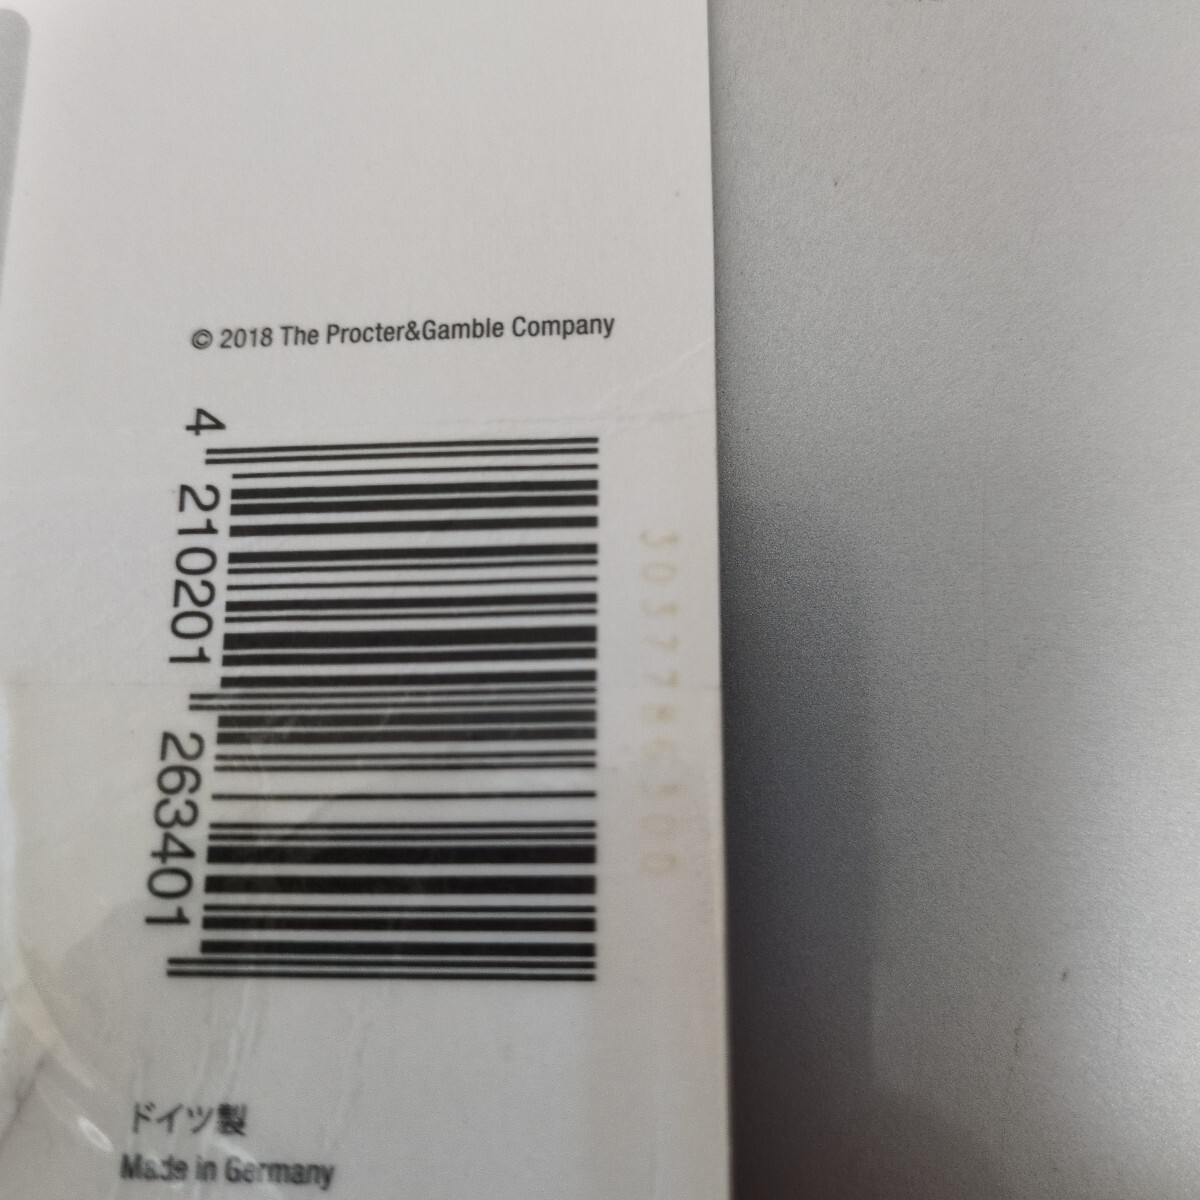 © 2018 The Procter&Gamble Company
4 210201 263401
ドイツ製
Made in Germany